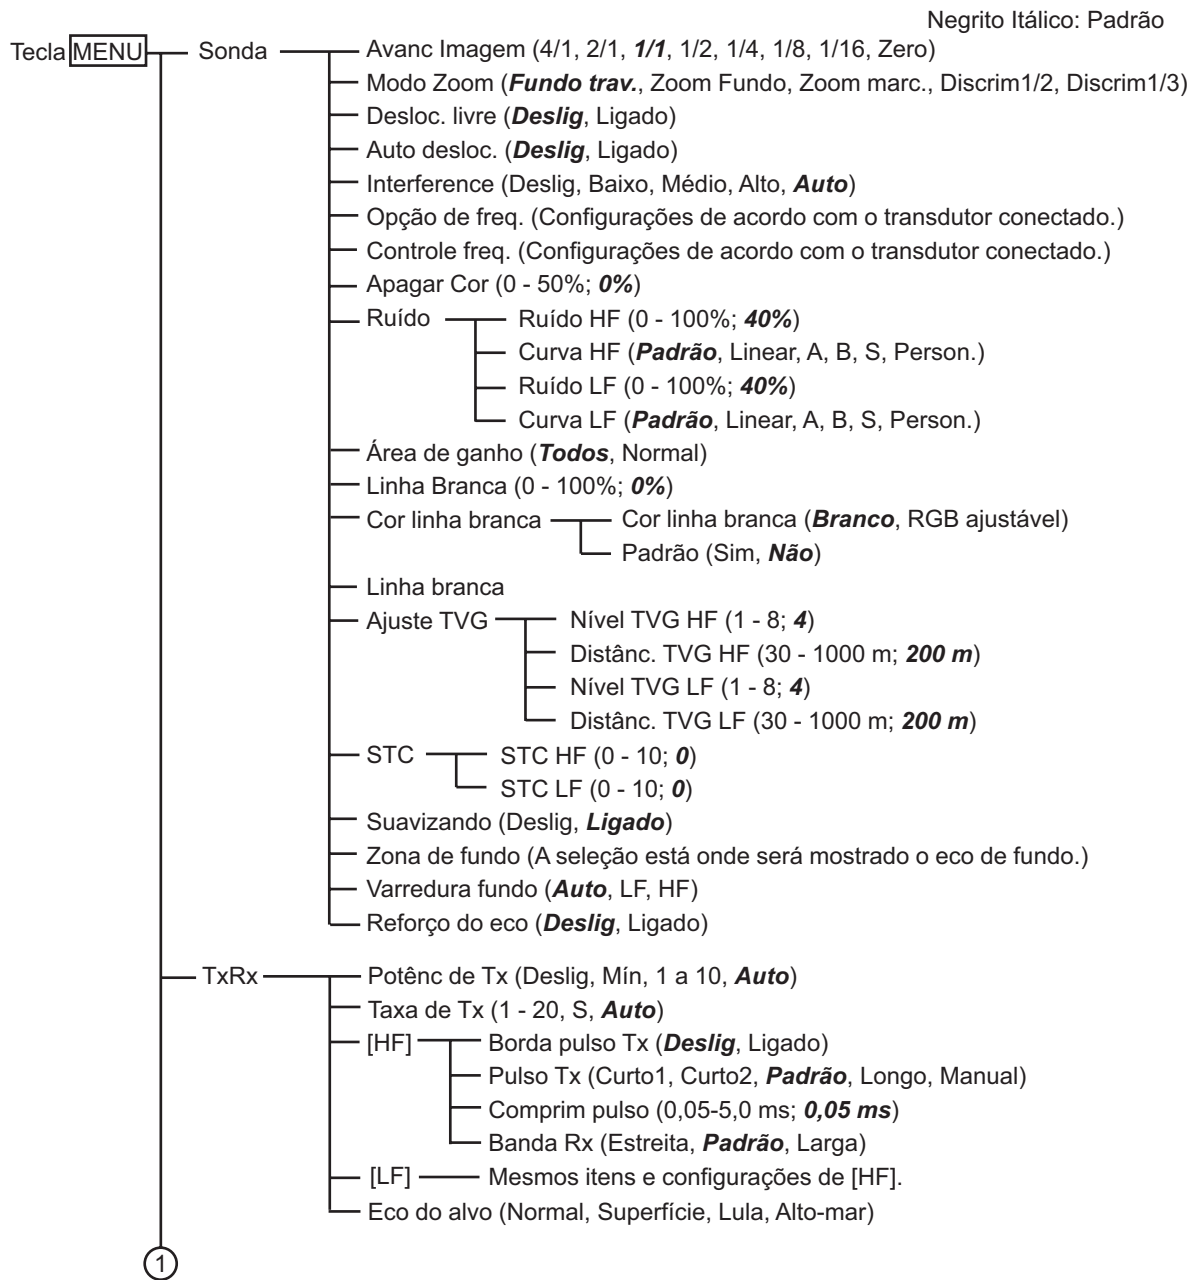 Negrito Itálico: Padrão
Tecla MENU Sonda Avanc Imagem (4/1, 2/1, 1/1, 1/2, 1/4, 1/8, 1/16, Zero)
Modo Zoom (Fundo trav., Zoom Fundo, Zoom marc., Discrim1/2, Discrim1/3)
Desloc. livre (Deslig, Ligado)
Auto desloc. (Deslig, Ligado)
Interference (Deslig, Baixo, Médio, Alto, Auto)
Opção de freq. (Configurações de acordo com o transdutor conectado.)
Controle freq. (Configurações de acordo com o transdutor conectado.)
Apagar Cor (0 - 50%; 0%)
Ruído Ruído HF (0 - 100%; 40%)
Curva HF (Padrão, Linear, A, B, S, Person.)
Ruído LF (0 - 100%; 40%)
Curva LF (Padrão, Linear, A, B, S, Person.)
Área de ganho (Todos, Normal)
Linha Branca (0 - 100%; 0%)
Cor linha branca Cor linha branca (Branco, RGB ajustável)
Padrão (Sim, Não)
Linha branca
Ajuste TVG Nível TVG HF (1 - 8; 4)
Distânc. TVG HF (30 - 1000 m; 200 m)
Nível TVG LF (1 - 8; 4)
Distânc. TVG LF (30 - 1000 m; 200 m)
STC STC HF (0 - 10; 0)
STC LF (0 - 10; 0)
Suavizando (Deslig, Ligado)
Zona de fundo (A seleção está onde será mostrado o eco de fundo.)
Varredura fundo (Auto, LF, HF)
Reforço do eco (Deslig, Ligado)
TxRx Potênc de Tx (Deslig, Mín, 1 a 10, Auto)
Taxa de Tx (1 - 20, S, Auto)
[HF] Borda pulso Tx (Deslig, Ligado)
Pulso Tx (Curto1, Curto2, Padrão, Longo, Manual)
Comprim pulso (0,05-5,0 ms; 0,05 ms)
Banda Rx (Estreita, Padrão, Larga)
[LF] Mesmos itens e configurações de [HF].
Eco do alvo (Normal, Superfície, Lula, Alto-mar)
1